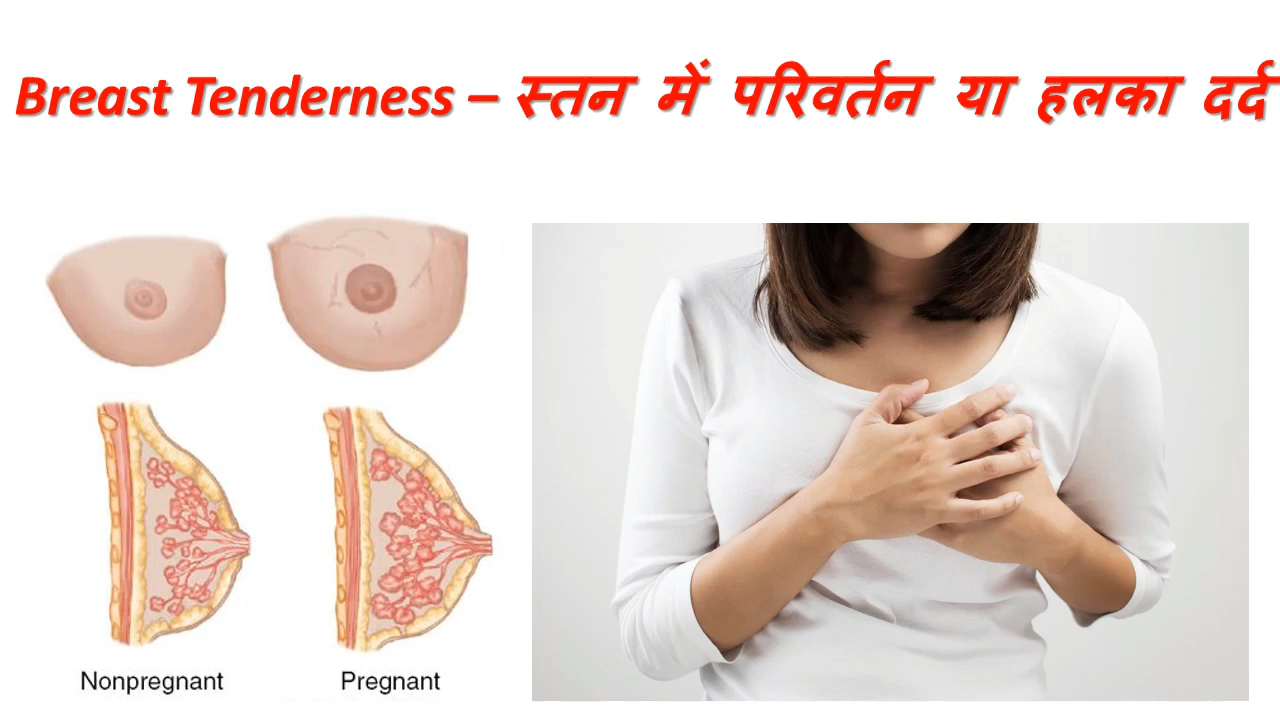 Breast Tenderness – स्तन में परिवर्तन या हलका दर्द
Nonpregnant
Pregnant